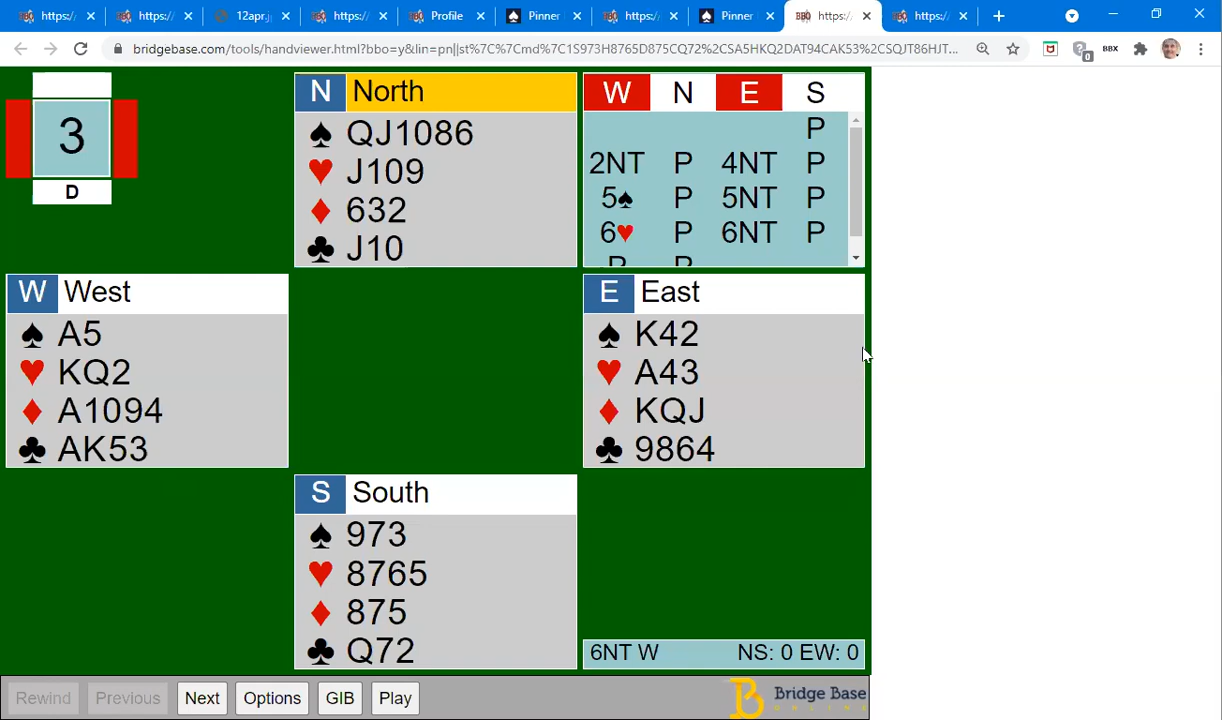 https:/
https:/
12apr.j
https:/
Profile
Pinner
https:/
Pinner
https:/
https:/
bridgebase.com/tools/handviewer.html?bbo=y&lin=pn||st%7C%7Cmd%7C1S973H8765D875CQ72%2CSA5HKQ2DAT94CAK53%2CSQJT86HJT...
BBX
0
3
D
N North
♠ QJ1086
♥ J109
♦ 632
♣ J10
W N E S
P
2NT P 4NT P
5♠ P 5NT P
6♥ P 6NT P
P P
W West
♠ A5
♥ KQ2
♦ A1094
♣ AK53
E East
♠ K42
♥ A43
♦ KQJ
♣ 9864
S South
♠ 973
♥ 8765
♦ 875
♣ Q72
6NT W NS: 0 EW: 0
Rewind Previous Next Options GIB Play
Bridge Base
ONLINE